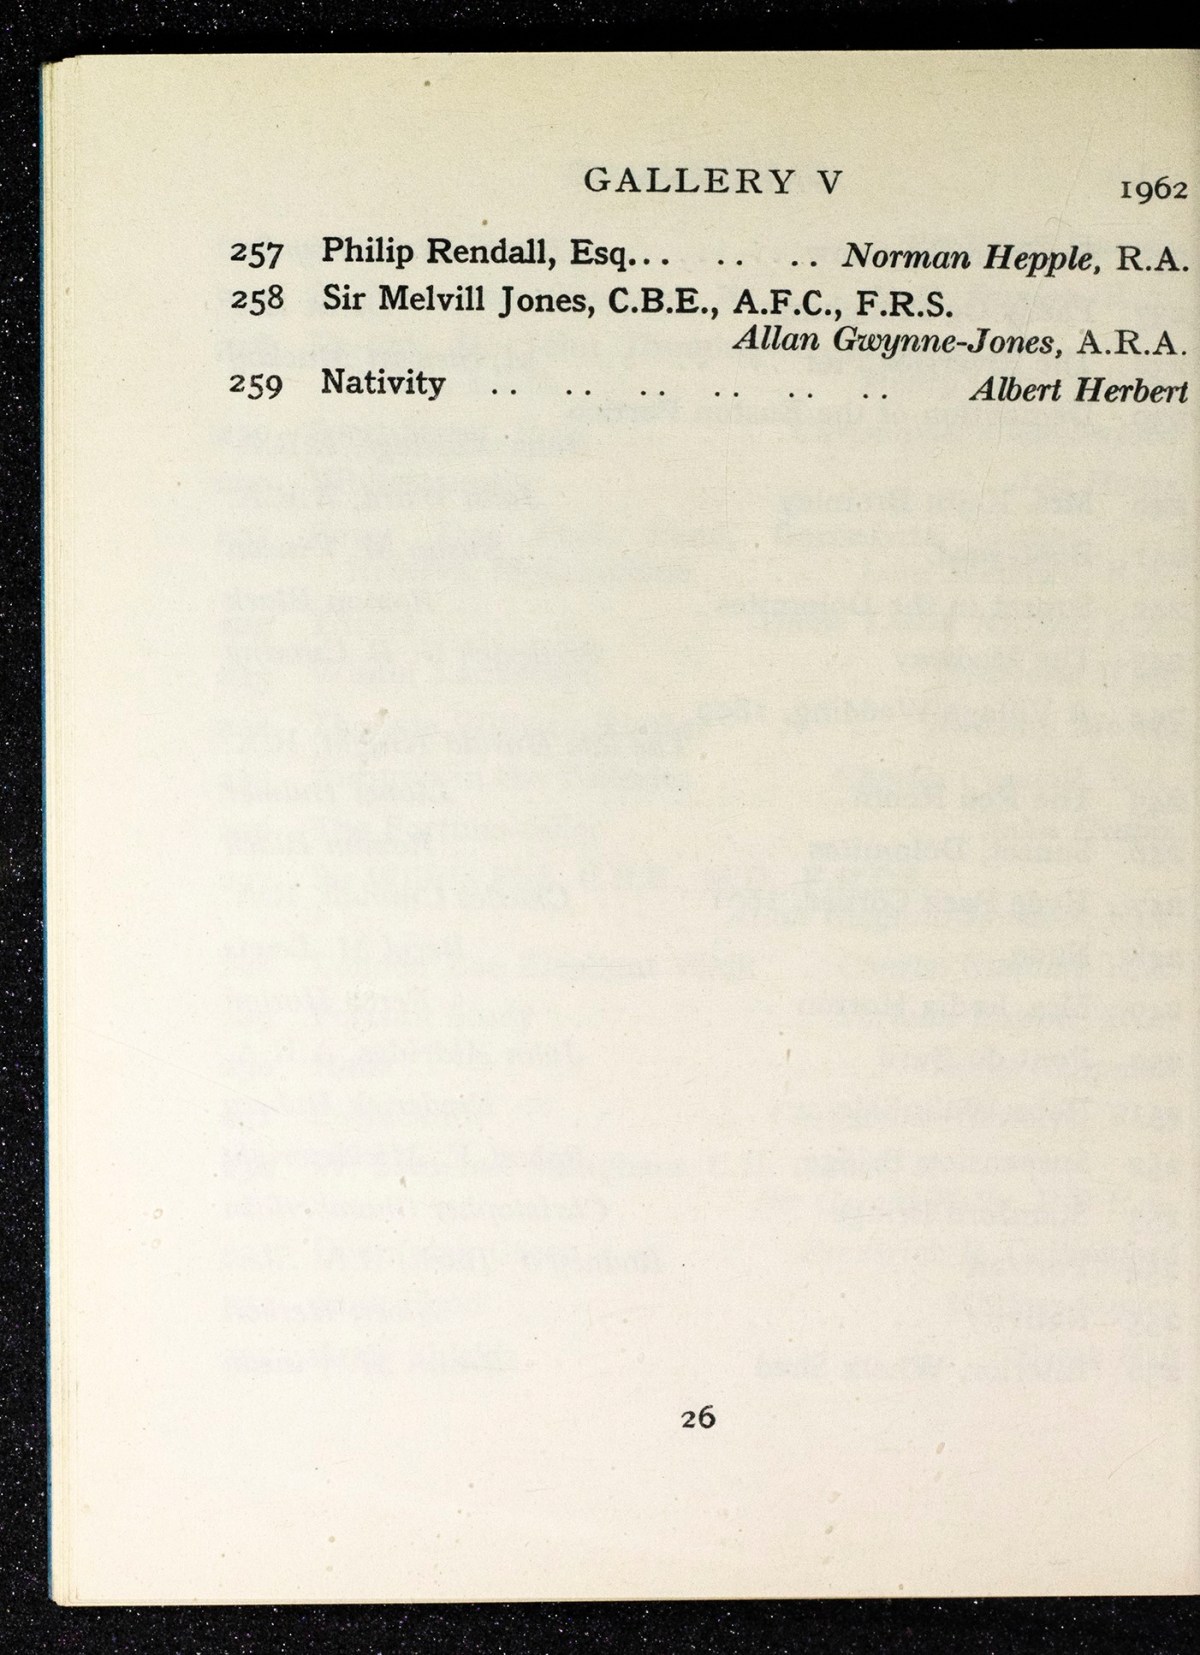 GALLERY V 1962
257 Philip Rendall, Esq... .. .. Norman Hepple, R.A.
258 Sir Melvill Jones, C.B.E., A.F.C., F.R.S.
Allan Gwynne-Jones, A.R.A.
259 Nativity .. .. .. .. .. .. Albert Herbert
26